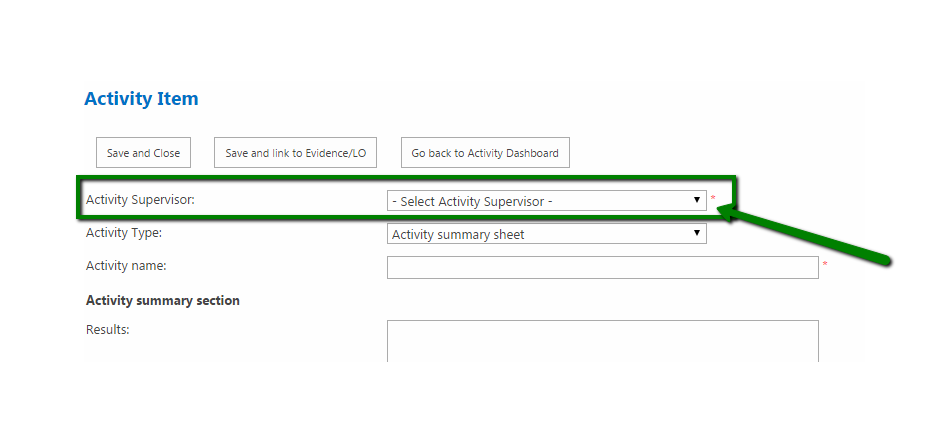 Activity Item
Save and Close Save and link to Evidence/LO Go back to Activity Dashboard
Activity Supervisor: - Select Activity Supervisor - *
Activity Type: Activity summary sheet
Activity name: *
Activity summary section
Results: